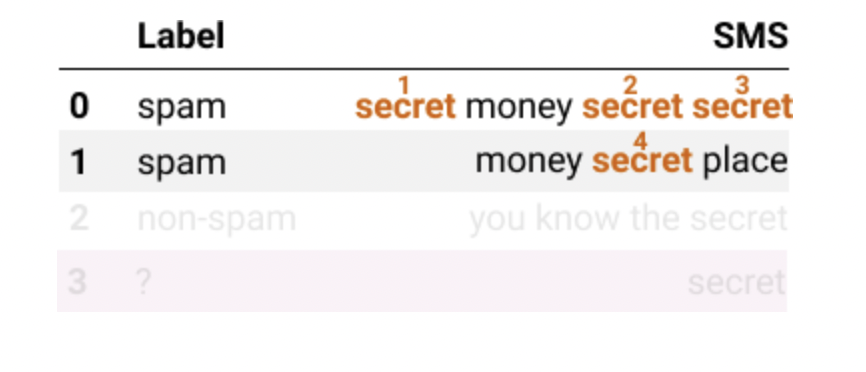 Label SMS
1 2 3
0 spam secret money secret secret
4
1 spam money secret place
2 non-spam you know the secret
3 ? secret